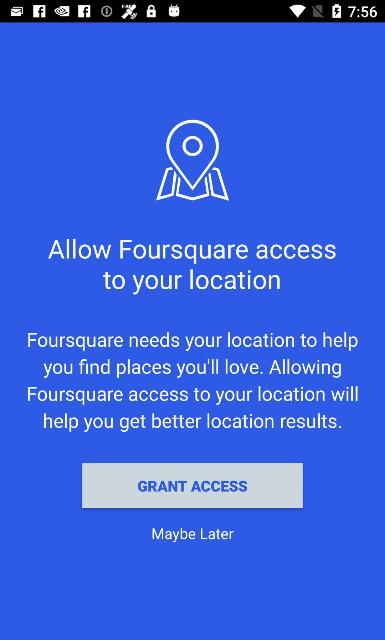 7:56
Allow Foursquare access
to your location
Foursquare needs your location to help
you find places you'll love. Allowing
Foursquare access to your location will
help you get better location results.
GRANT ACCESS
Maybe Later